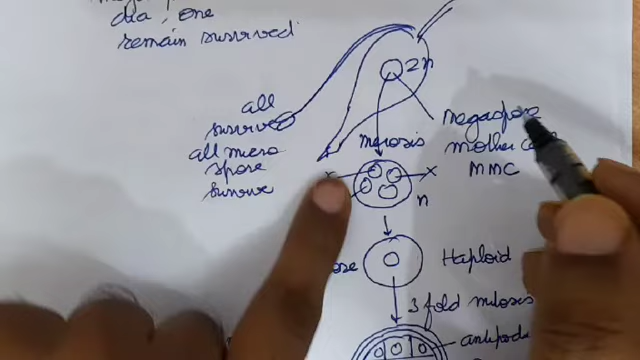 dia, one
remain survived
2n
all
survive
megaspore
mother cell
MMC
meiosis
all micro
spore
survive
x
x
n
Haploid
3 fold mitosis
antipodal